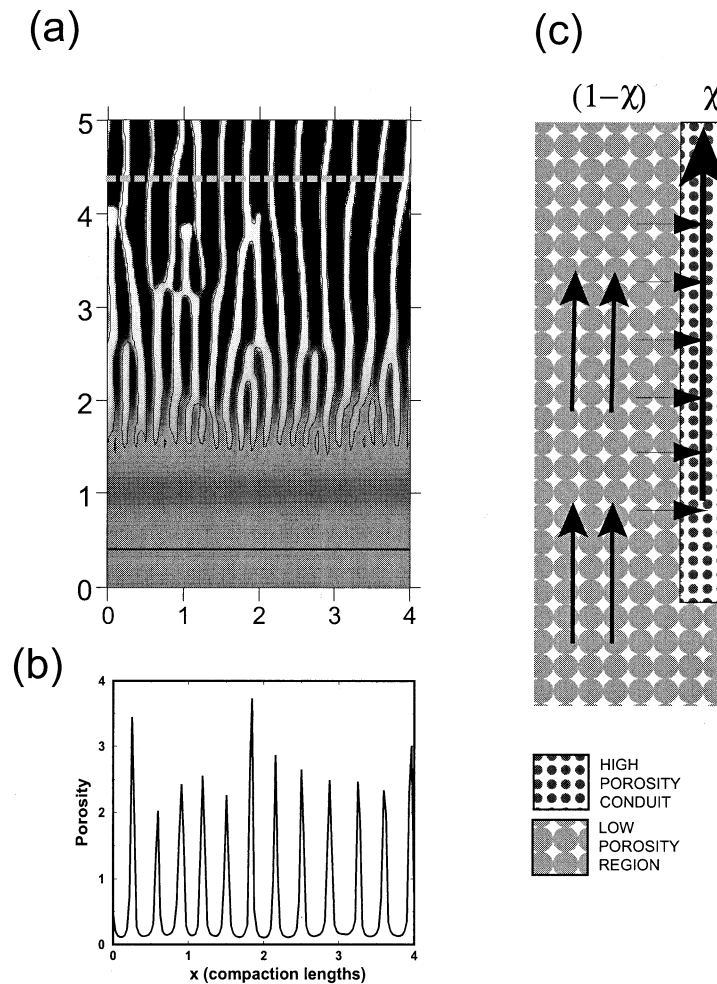 (a)
5
4
3
2
1
0
0 1 2 3 4
(b)
4
3
2
1
0
Porosity
0 1 2 3 4
x (compaction lengths)
(c)
(1−χ) χ
HIGH
POROSITY
CONDUIT
LOW
POROSITY
REGION